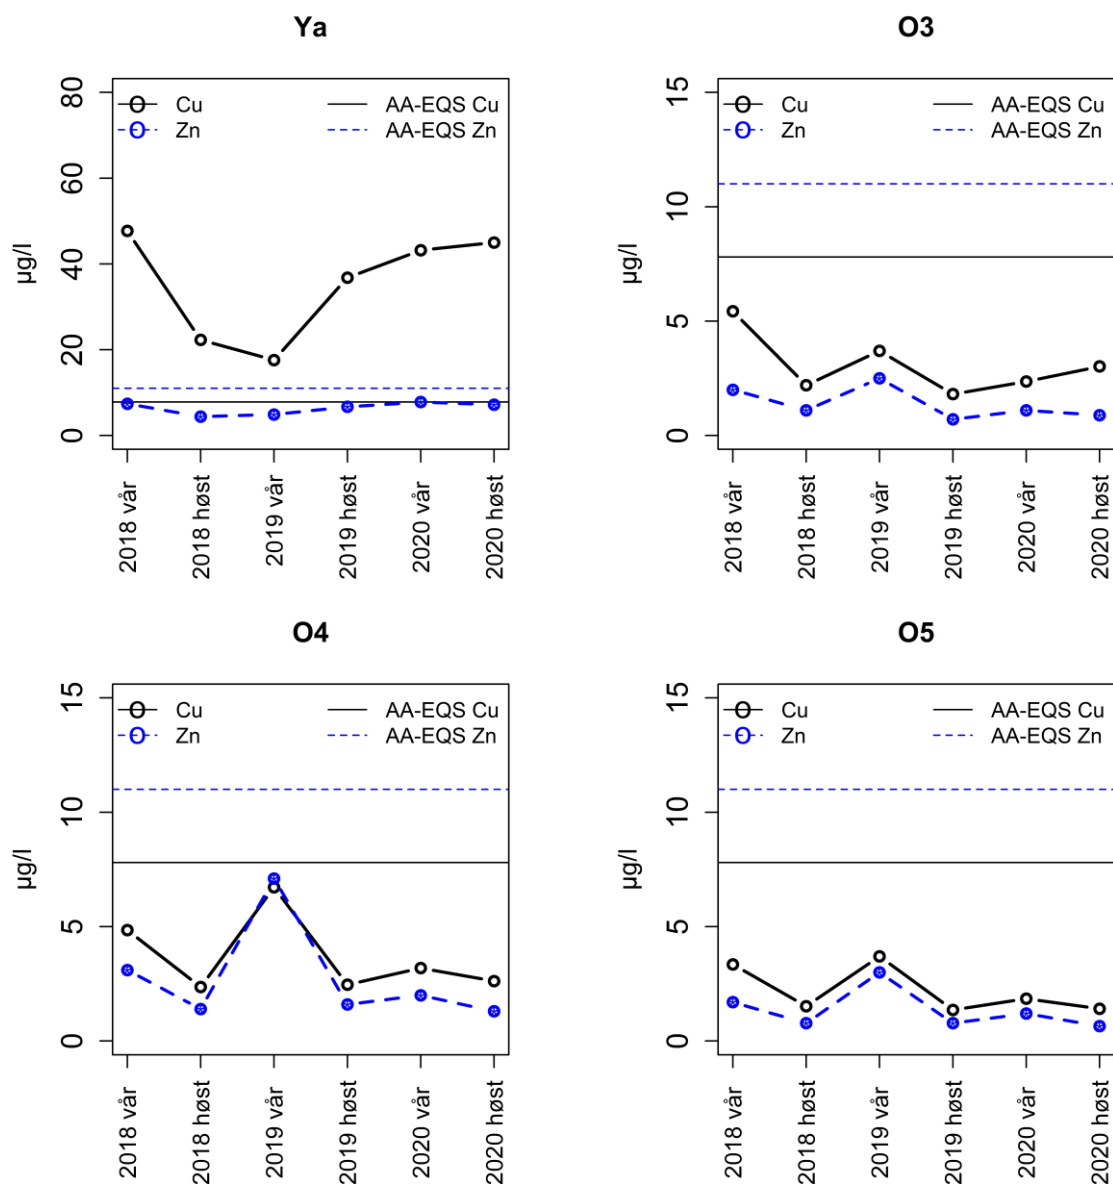 Ya
80
60
40
20
0
µg/l
Cu
Zn
AA-EQS Cu
AA-EQS Zn
2018 vår
2018 høst
2019 vår
2019 høst
2020 vår
2020 høst
O3
15
10
5
0
µg/l
Cu
Zn
AA-EQS Cu
AA-EQS Zn
2018 vår
2018 høst
2019 vår
2019 høst
2020 vår
2020 høst
O4
15
10
5
0
µg/l
Cu
Zn
AA-EQS Cu
AA-EQS Zn
2018 vår
2018 høst
2019 vår
2019 høst
2020 vår
2020 høst
O5
15
10
5
0
µg/l
Cu
Zn
AA-EQS Cu
AA-EQS Zn
2018 vår
2018 høst
2019 vår
2019 høst
2020 vår
2020 høst